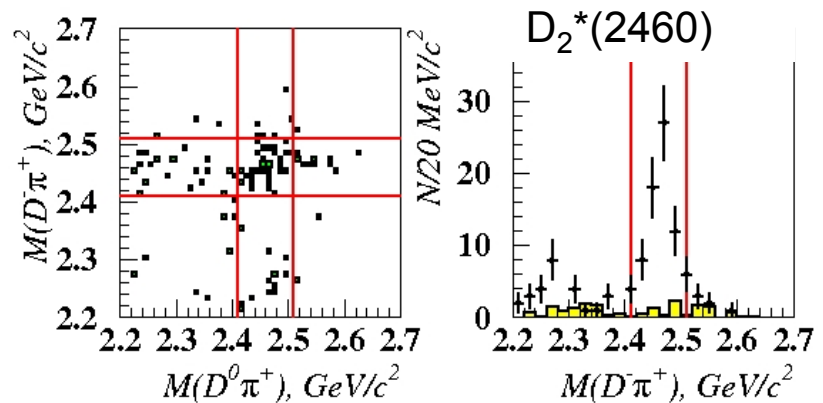 D₂*(2460)
M(D⁻π⁺), GeV/c²
2.7
2.6
2.5
2.4
2.3
2.2
2.2 2.3 2.4 2.5 2.6 2.7
M(D⁰π⁺), GeV/c²
N/20 MeV/c²
30
20
10
0
2.2 2.3 2.4 2.5 2.6 2.7
M(D⁻π⁺), GeV/c²